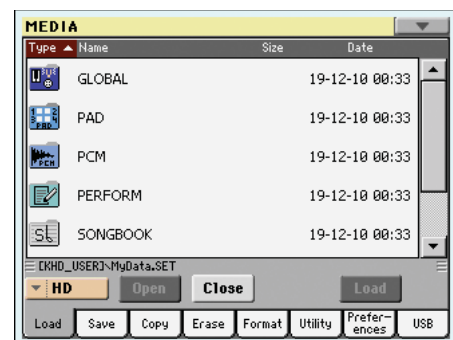 MEDIA
Type Name Size Date
GLOBAL 19-12-10 00:33
PAD 19-12-10 00:33
PCM PCM 19-12-10 00:33
PERFORM 19-12-10 00:33
SL SONGBOOK 19-12-10 00:33
[KHD_USER]\MyData.SET
HD Open Close Load
Load Save Copy Erase Format Utility Prefer-ences USB